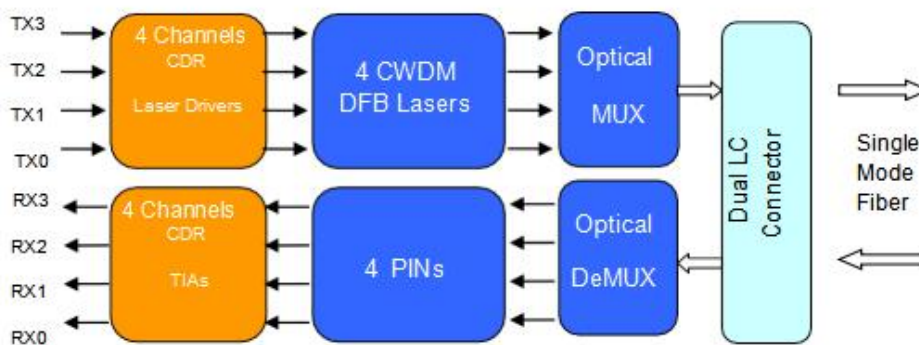 TX3
TX2
TX1
TX0
4 Channels
CDR
Laser Drivers
4 CWDM
DFB Lasers
Optical
MUX
Dual LC
Connector
Single
Mode
Fiber
RX3
RX2
RX1
RX0
4 Channels
CDR
TIAs
4 PINs
Optical
DeMUX